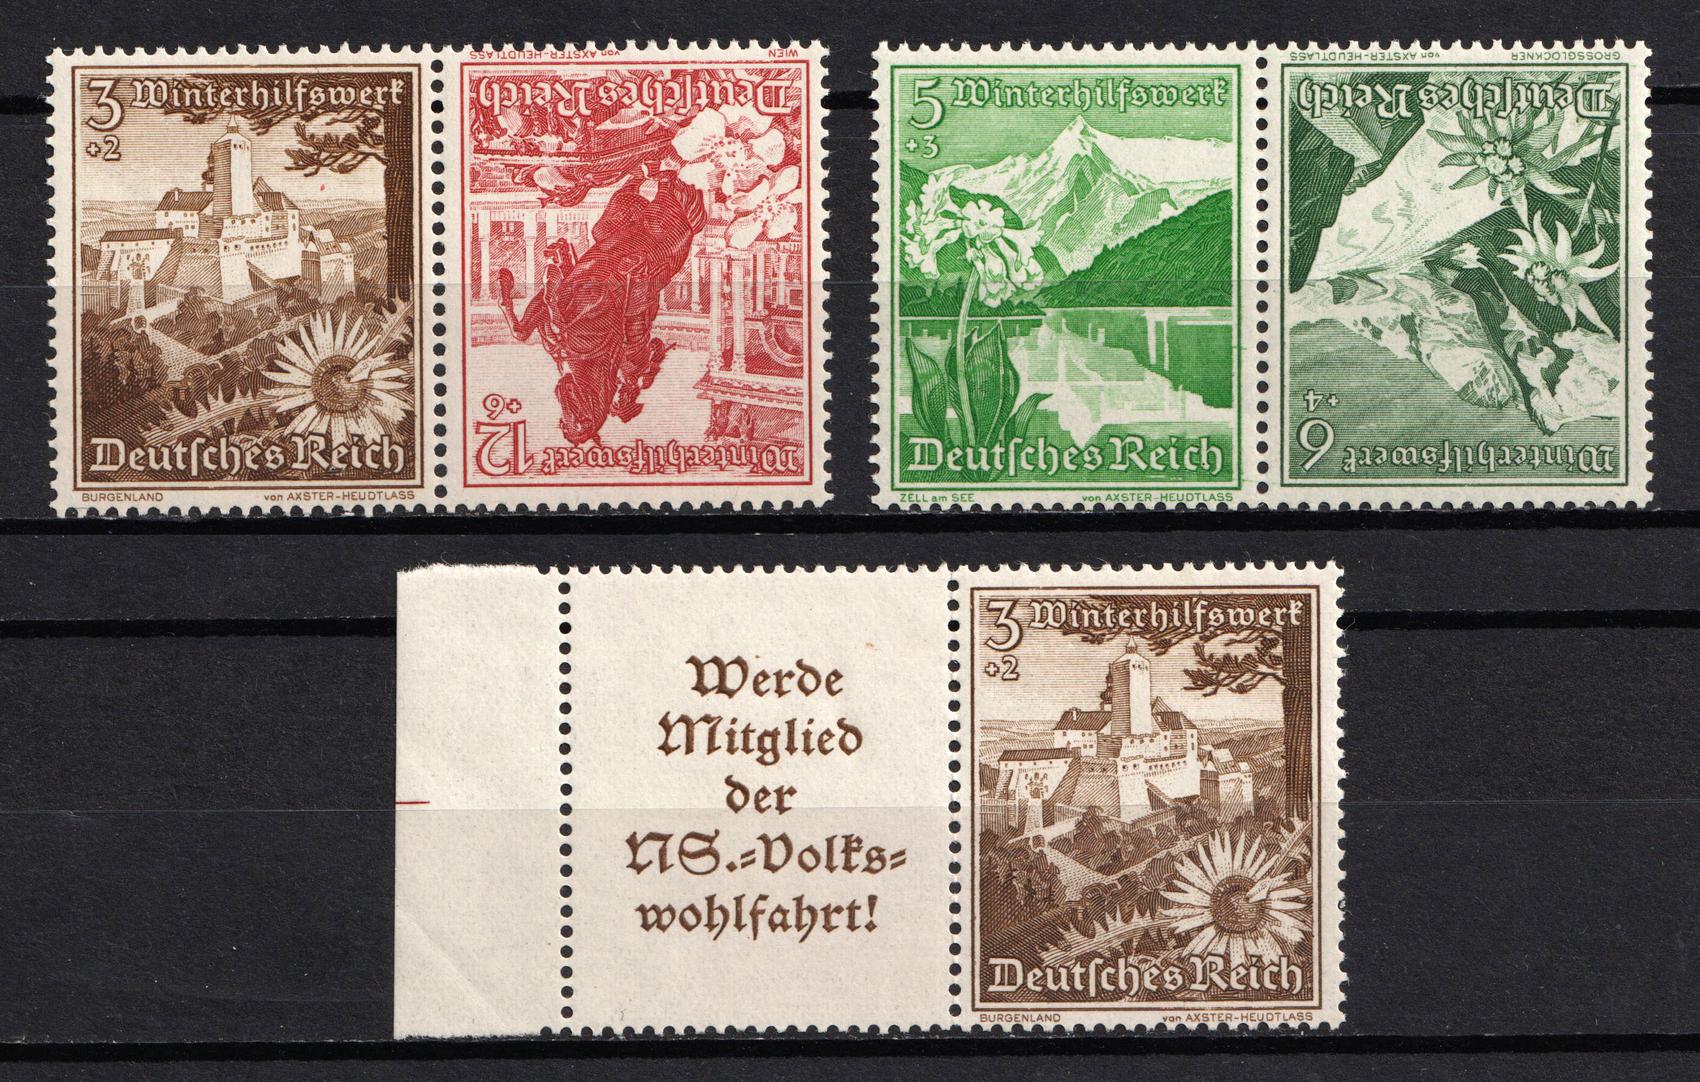 3 Winterhilfswerk
+2
Deutsches Reich
BURGENLAND von AXSTER-HEUDTLASS
12 Winterhilfswerk
+6
Deutsches Reich
WIEN von AXSTER-HEUDTLASS
5 Winterhilfswerk
+3
Deutsches Reich
ZELL am SEE von AXSTER-HEUDTLASS
6 Winterhilfswerk
+4
Deutsches Reich
GROSSGLOCKNER von AXSTER-HEUDTLASS
Werde
Mitglied
der
NS.-Volks-
wohlfahrt!
3 Winterhilfswerk
+2
Deutsches Reich
BURGENLAND von AXSTER-HEUDTLASS